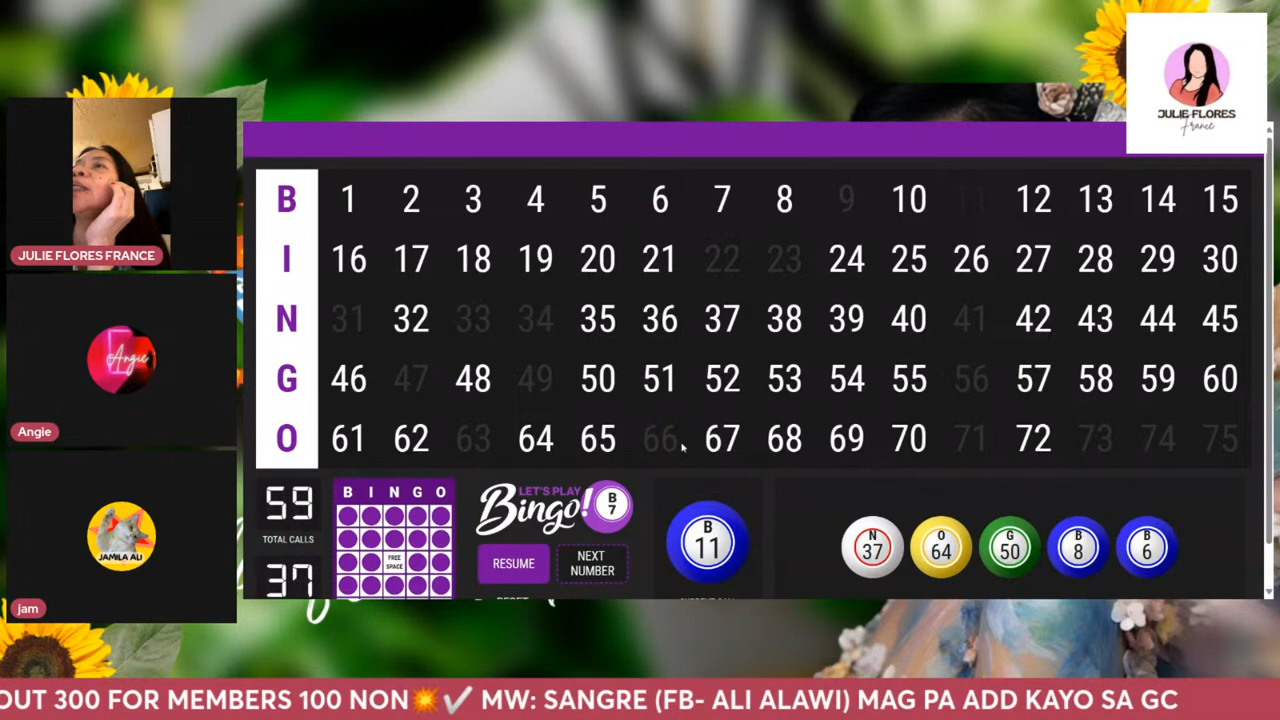 JULIE FLORES
France
JULIE FLORES FRANCE
Angie
Angie
JAMILA ALI
jam
B 1 2 3 4 5 6 7 8 9 10 11 12 13 14 15
I 16 17 18 19 20 21 22 23 24 25 26 27 28 29 30
N 31 32 33 34 35 36 37 38 39 40 41 42 43 44 45
G 46 47 48 49 50 51 52 53 54 55 56 57 58 59 60
O 61 62 63 64 65 66 67 68 69 70 71 72 73 74 75
59
TOTAL CALLS
37
B I N G O
FREE
SPACE
LET'S PLAY
Bingo!
B
7
RESUME
NEXT
NUMBER
B
11
N
37
O
64
G
50
B
8
B
6
OUT 300 FOR MEMBERS 100 NON💥✔️ MW: SANGRE (FB- ALI ALAWI) MAG PA ADD KAYO SA GC